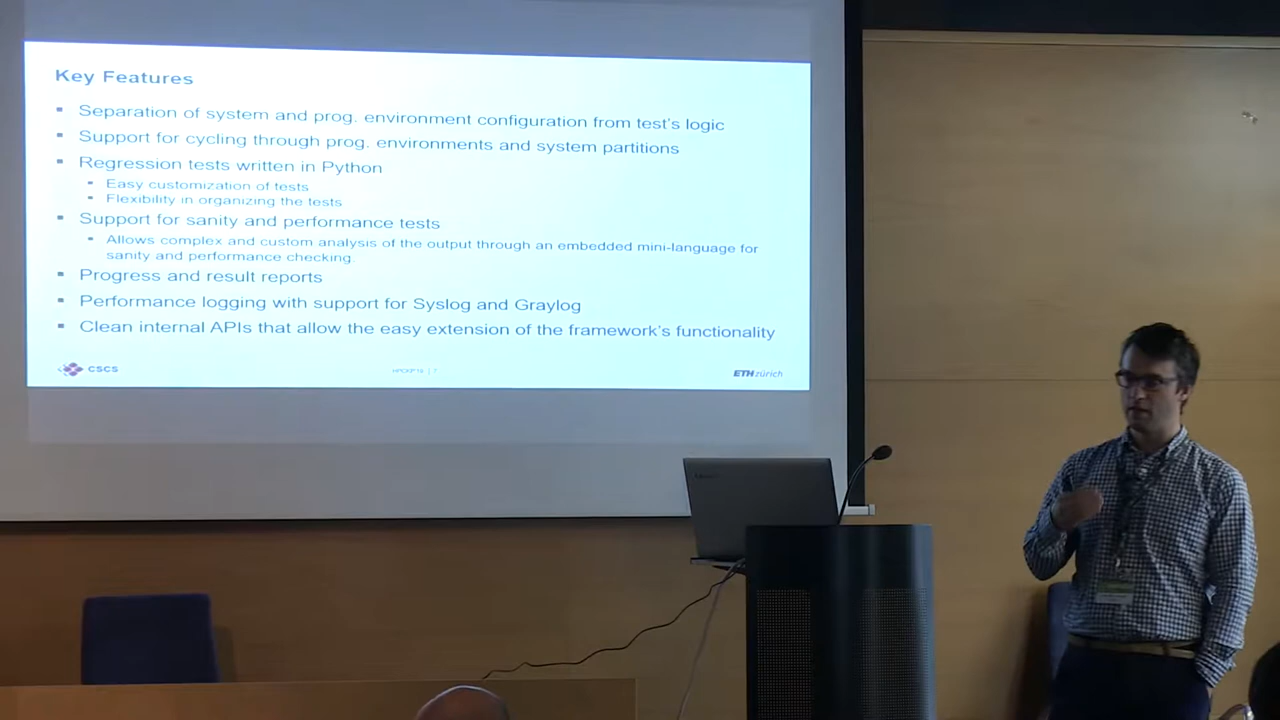 Key Features
Separation of system and prog. environment configuration from test's logic
Support for cycling through prog. environments and system partitions
Regression tests written in Python
Easy customization of tests
Flexibility in organizing the tests
Support for sanity and performance tests
Allows complex and custom analysis of the output through an embedded mini-language for
sanity and performance checking.
Progress and result reports
Performance logging with support for Syslog and Graylog
Clean internal APIs that allow the easy extension of the framework's functionality
CSCS
ETH zürich